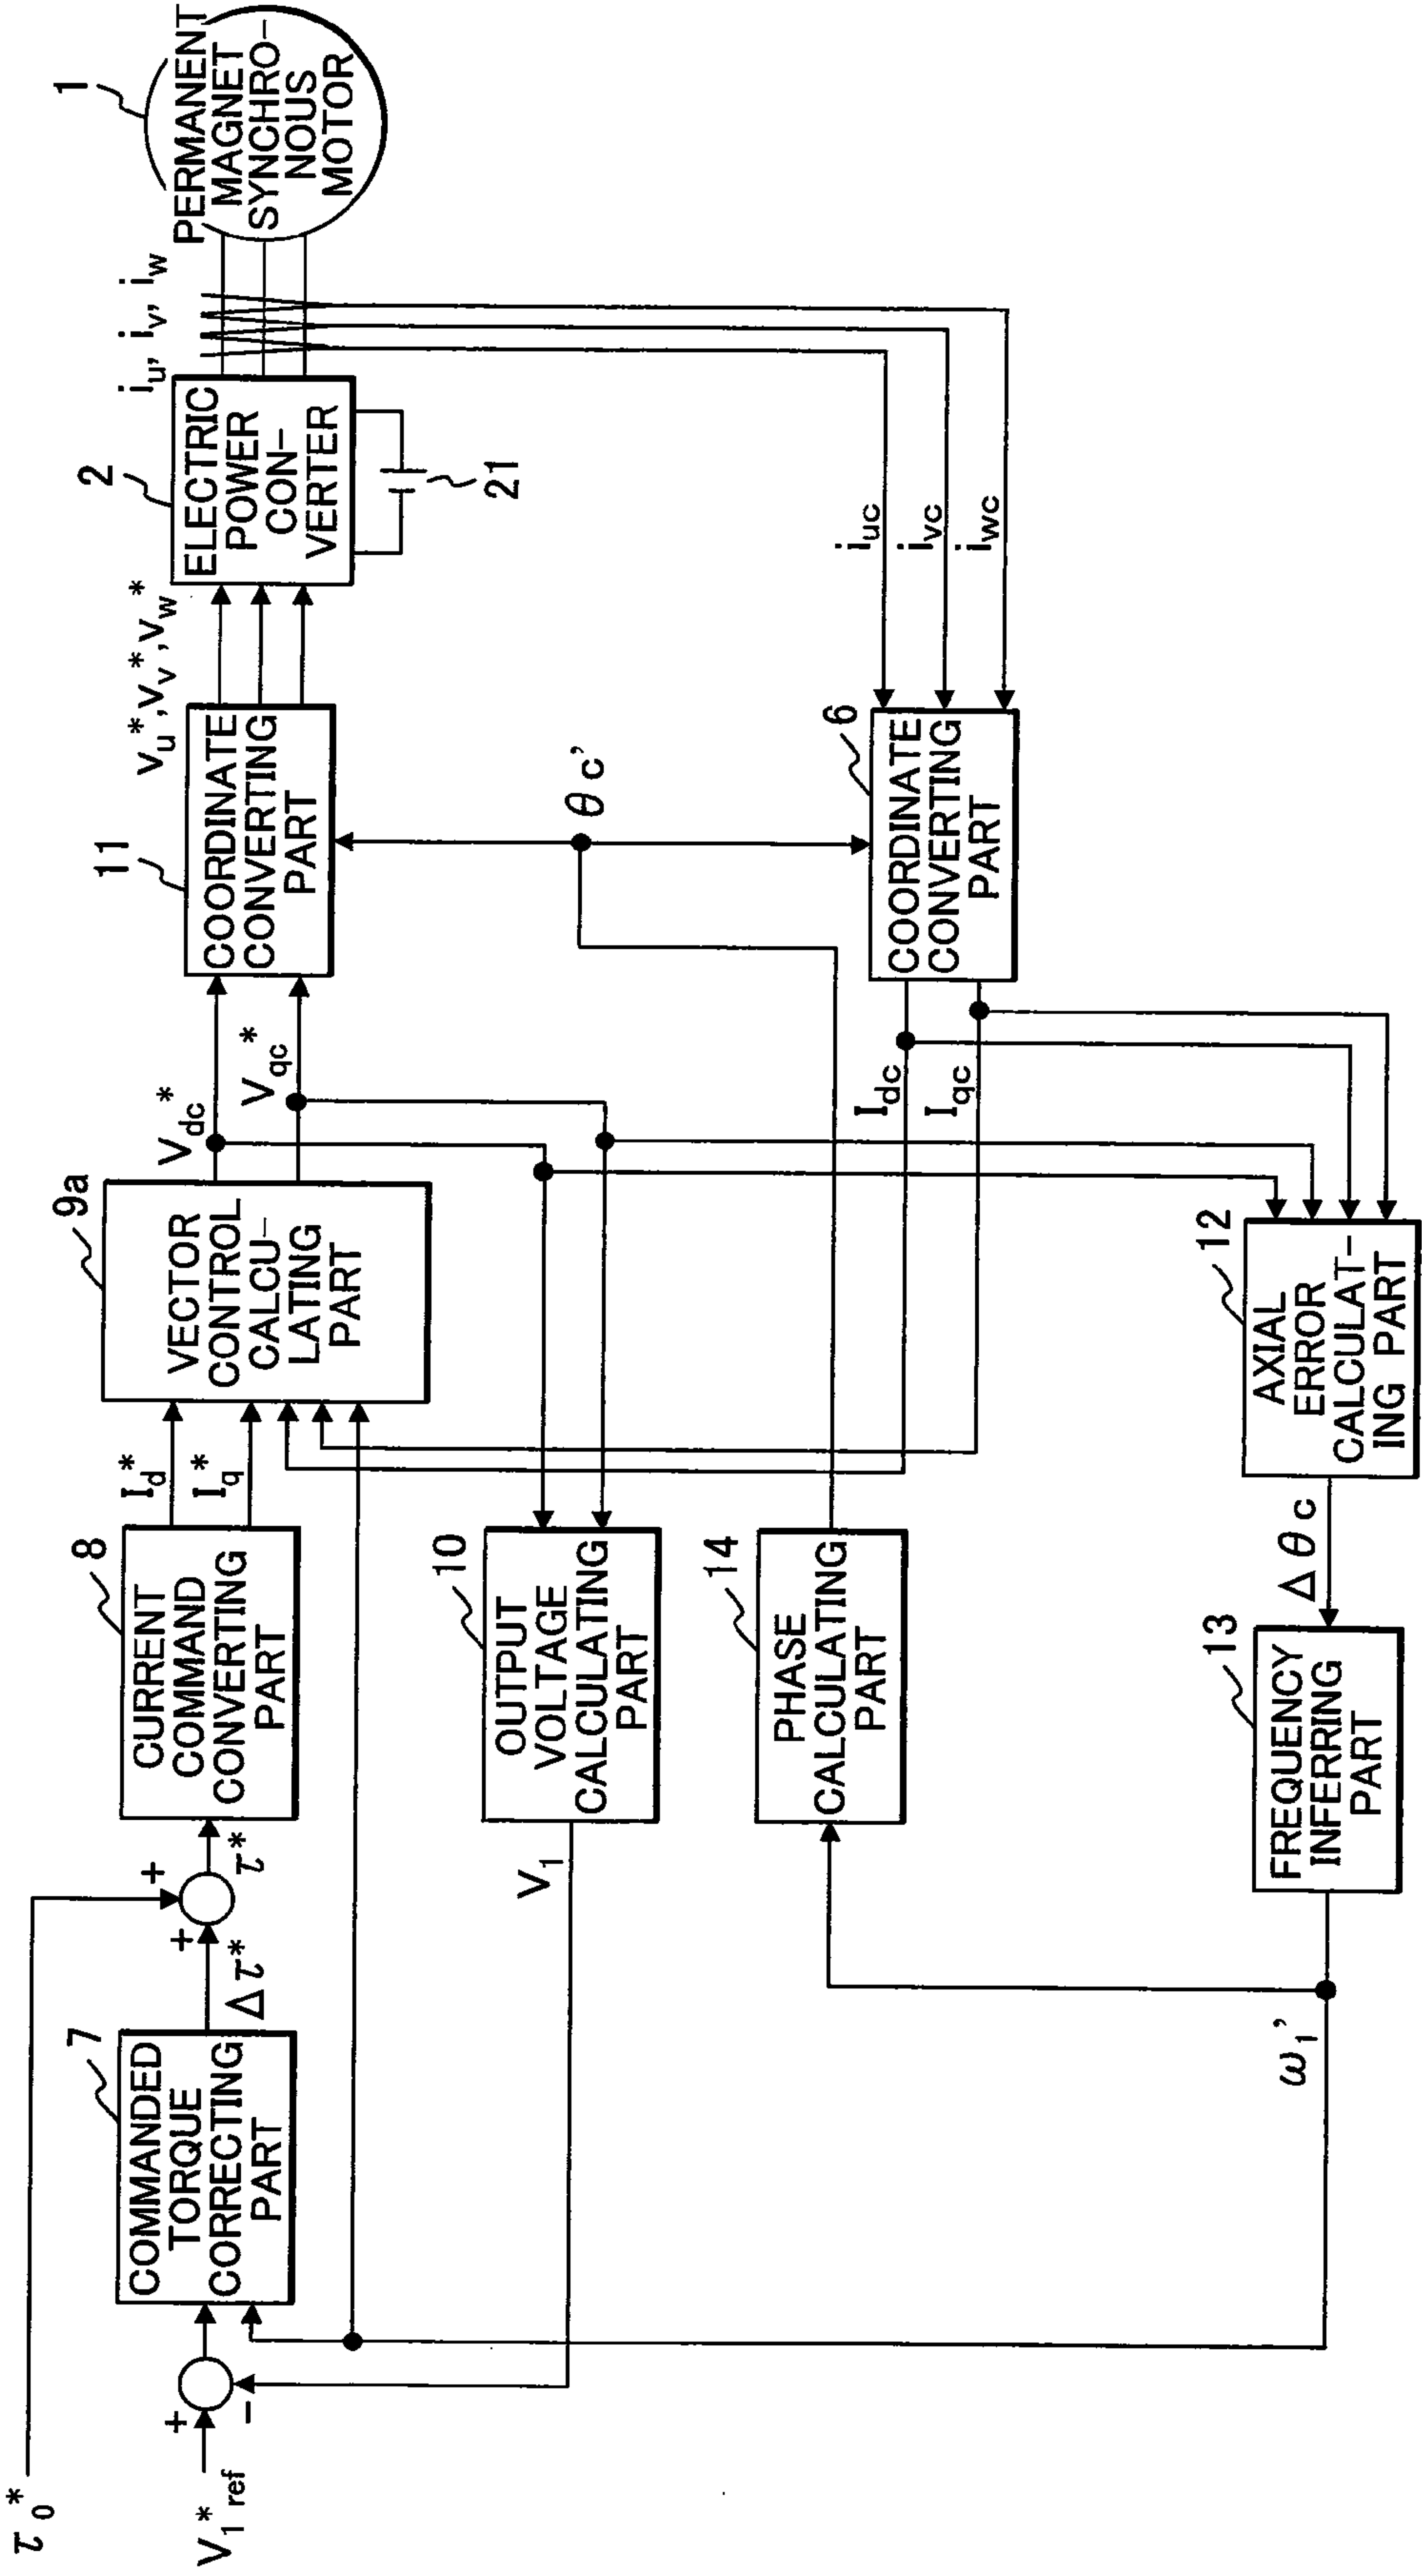 τ0*
V1*ref
+
−
7
COMMANDED
TORQUE
CORRECTING
PART
Δτ*
+
+
τ*
8
CURRENT
COMMAND
CONVERTING
PART
Id*
Iq*
9a
VECTOR
CONTROL
CALCU-
LATING
PART
Vdc*
Vqc*
11
COORDINATE
CONVERTING
PART
vu*,vv*,vw*
2
ELECTRIC
POWER
CON-
VERTER
21
iu, iv, iw
1
PERMANENT
MAGNET
SYNCHRO-
NOUS
MOTOR
V1
10
OUTPUT
VOLTAGE
CALCULATING
PART
14
PHASE
CALCULATING
PART
θc'
Idc
Iqc
6
COORDINATE
CONVERTING
PART
iuc
ivc
iwc
ω1'
13
FREQUENCY
INFERRING
PART
Δθc
12
AXIAL
ERROR
CALCULAT-
ING PART